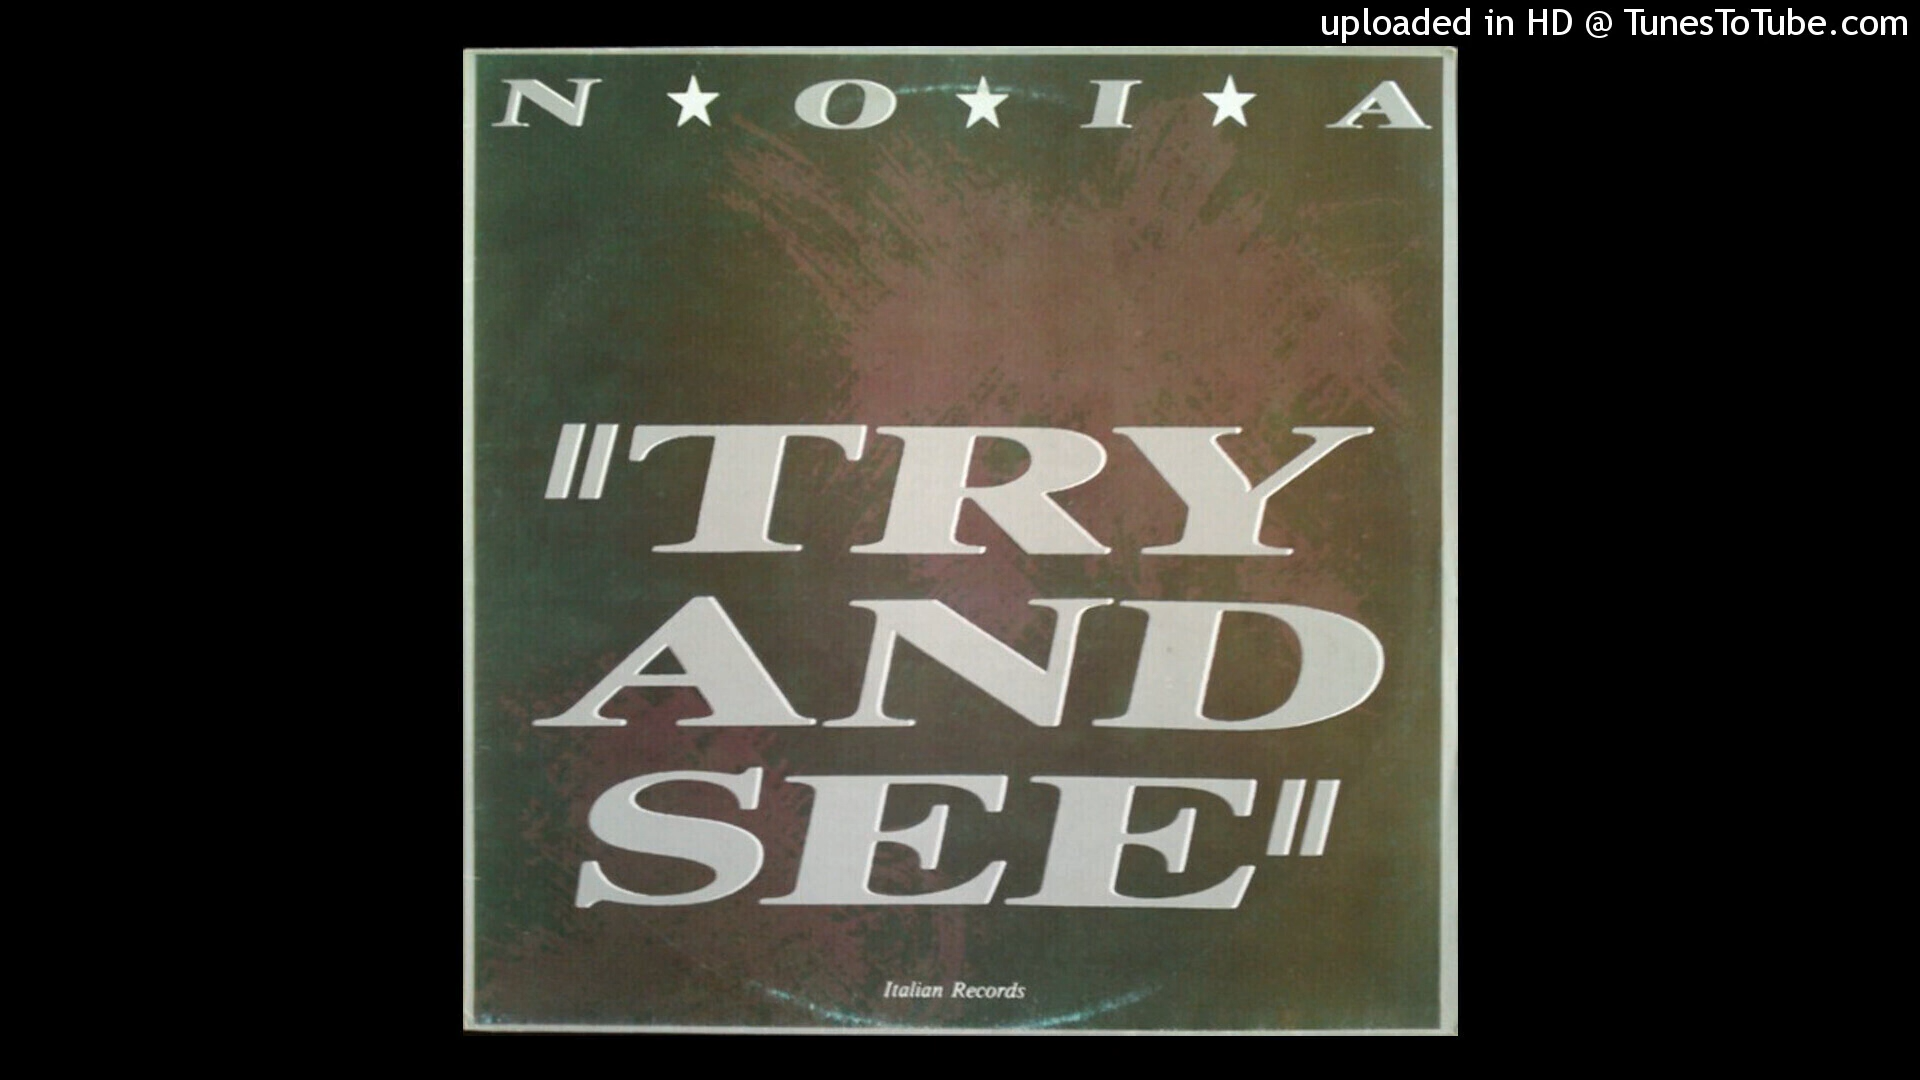 uploaded in HD @ TunesToTube.com
N★O★I★A
"TRY
AND
SEE"
Italian Records